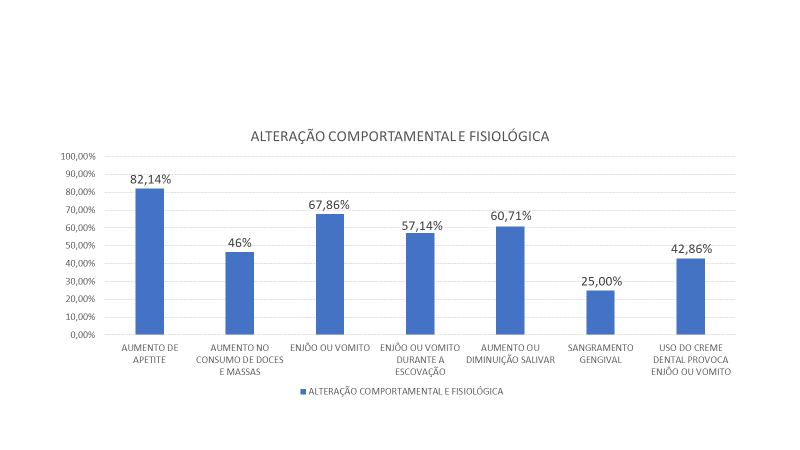 ALTERAÇÃO COMPORTAMENTAL E FISIOLÓGICA
100,00%
90,00%
80,00%
70,00%
60,00%
50,00%
40,00%
30,00%
20,00%
10,00%
0,00%
82,14%
46%
67,86%
57,14%
60,71%
25,00%
42,86%
AUMENTO DE
APETITE
AUMENTO NO
CONSUMO DE DOCES
E MASSAS
ENJÔO OU VOMITO
ENJÔO OU VOMITO
DURANTE A
ESCOVAÇÃO
AUMENTO OU
DIMINUIÇÃO SALIVAR
SANGRAMENTO
GENGIVAL
USO DO CREME
DENTAL PROVOCA
ENJÔO OU VOMITO
ALTERAÇÃO COMPORTAMENTAL E FISIOLÓGICA